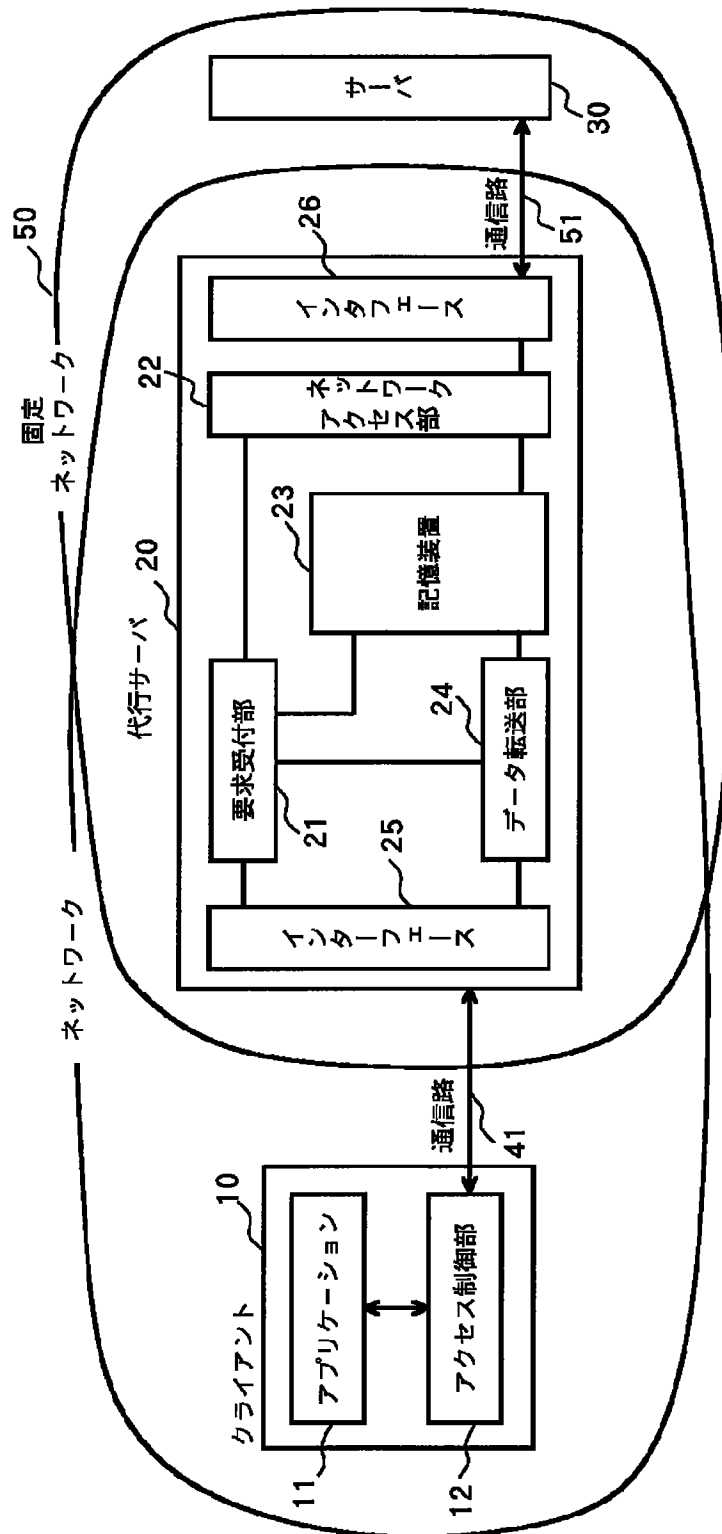 固定
ネットワーク
50
ネットワーク
クライアント
10
アプリケーション
11
アクセス制御部
12
通信路
41
代行サーバ
20
インターフェース
25
要求受付部
21
データ転送部
24
記憶装置
23
ネットワーク
アクセス部
22
インタフェース
26
通信路
51
サーバ
30